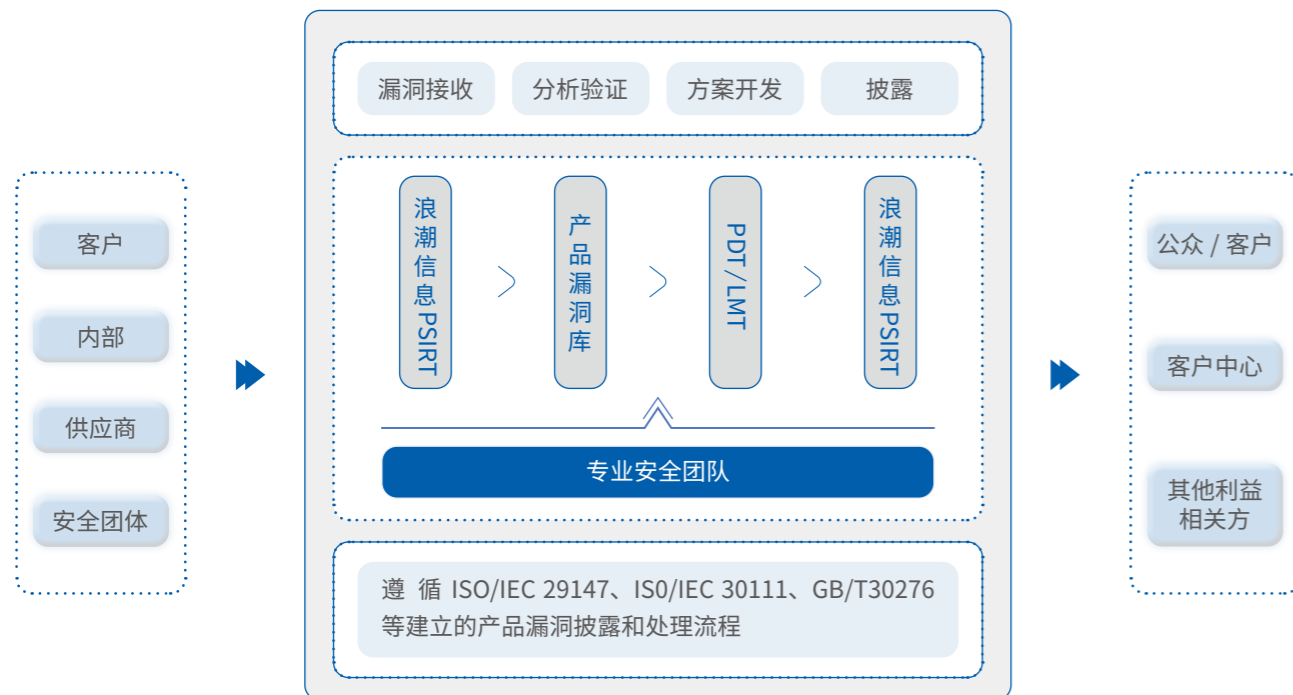 漏洞接收
分析验证
方案开发
披露
客户
内部
供应商
安全团体
浪潮信息PSIRT
产品漏洞库
PDT/LMT
浪潮信息PSIRT
专业安全团队
遵循 ISO/IEC 29147、IS0/IEC 30111、GB/T30276
等建立的产品漏洞披露和处理流程
公众 / 客户
客户中心
其他利益
相关方